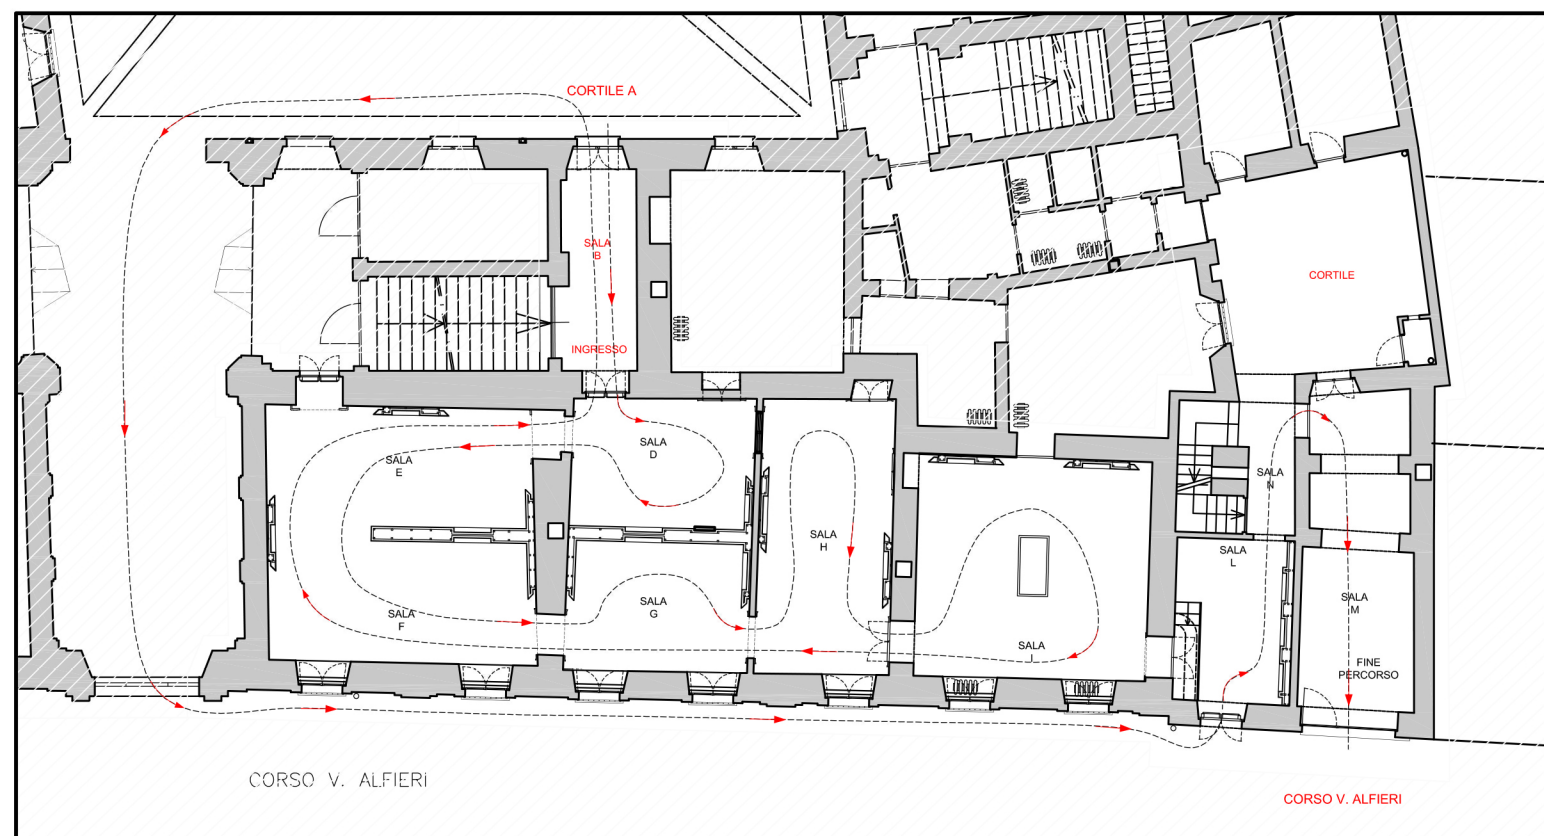 CORTILE A
SALA
B
CORTILE
INGRESSO
SALA
D
SALA
E
SALA
N
SALA
H
SALA
L
SALA
G
SALA
F
SALA
M
SALA
I
FINE
PERCORSO
CORSO V. ALFIERI
CORSO V. ALFIERI